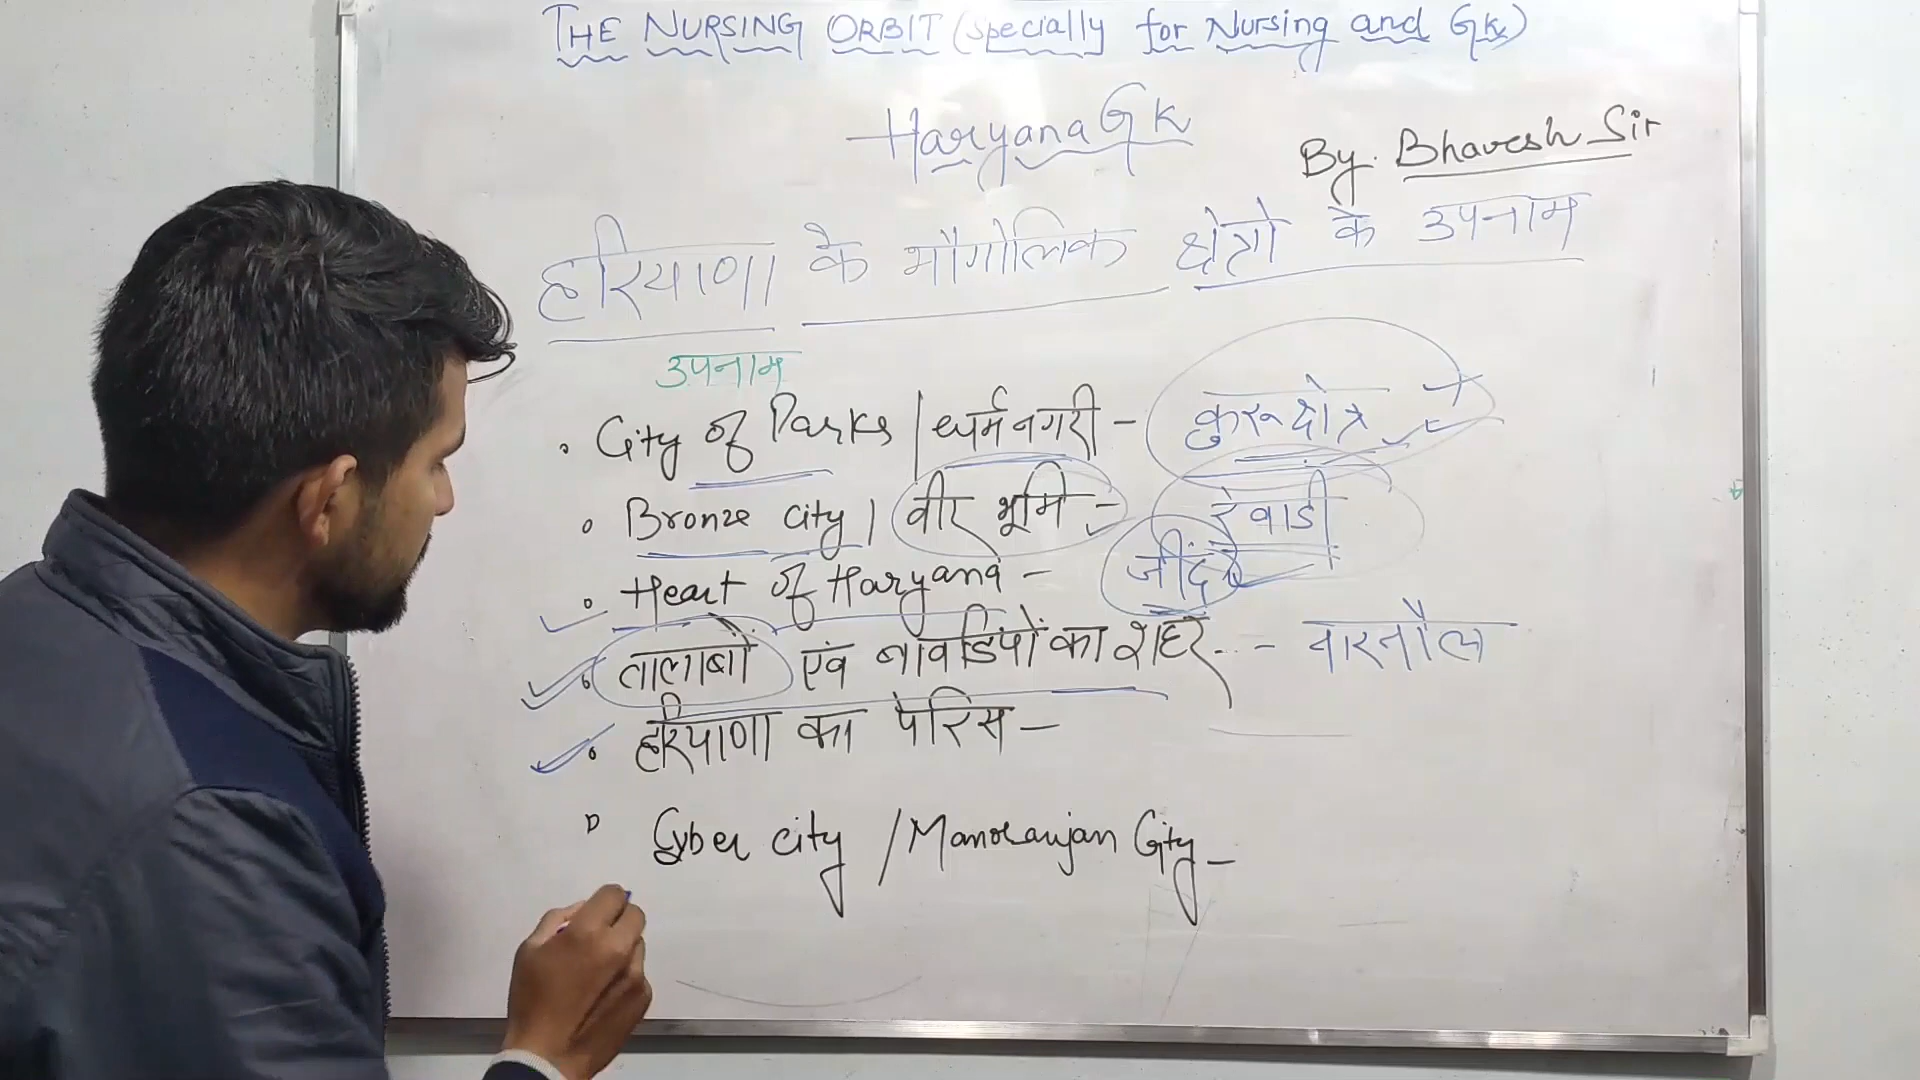 THE NURSING ORBIT (specially for Nursing and Gk)
Haryana Gk
By. Bhavesh Sir
हरियाणा के भौगोलिक क्षेत्रो के उपनाम
उपनाम
• City of Parks / धर्मनगरी - कुरूक्षेत्र
• Bronze city / वीर भूमि :- रेवाडी
• Heart of Haryana - जींद
• तालाबों एवं बावडियों का शहर - नारनौल
• हरियाणा का पेरिस -
• Cyber city / Manoranjan City -